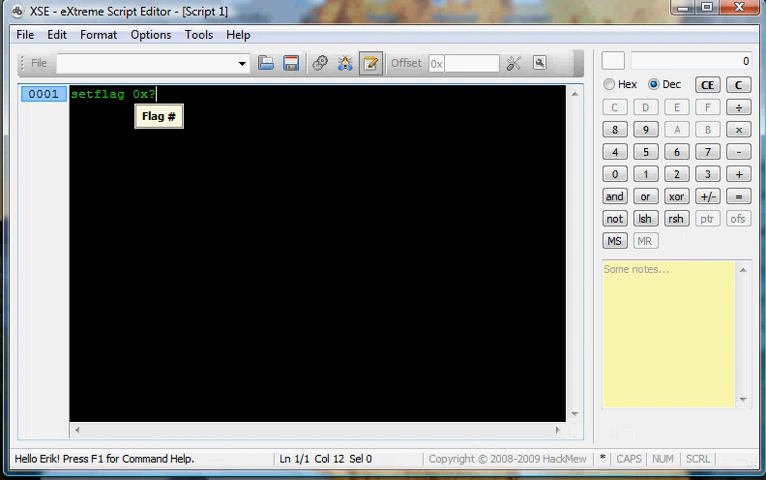 XSE - eXtreme Script Editor - [Script 1]
File Edit Format Options Tools Help
File Offset 0x
0001 setflag 0x?
Flag #
0
Hex Dec CE C
C D E F ÷
8 9 A B ×
4 5 6 7 -
0 1 2 3 +
and or xor +/- =
not lsh rsh ptr ofs
MS MR
Some notes...
Hello Erik! Press F1 for Command Help. Ln 1/1 Col 12 Sel 0 Copyright © 2008-2009 HackMew * CAPS NUM SCRL